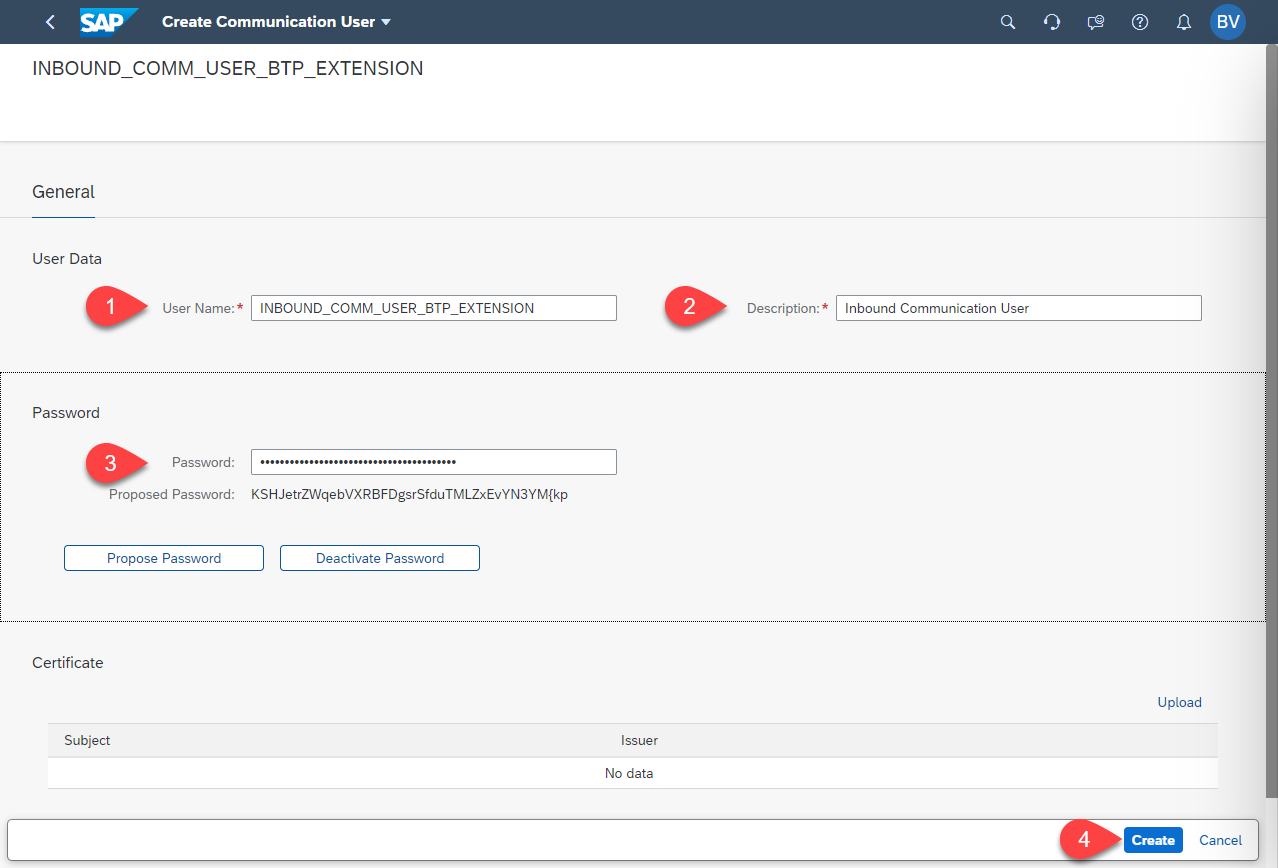 SAP Create Communication User BV
INBOUND_COMM_USER_BTP_EXTENSION
General
User Data
1 User Name:* INBOUND_COMM_USER_BTP_EXTENSION 2 Description:* Inbound Communication User
Password
3 Password: •••••••••••••••••••••••••••••••••••••••
Proposed Password: KSHJetrZWqebVXRBFDgsrSfduTMLZxEvYN3YM{kp
Propose Password Deactivate Password
Certificate
Upload
Subject Issuer
No data
4 Create Cancel